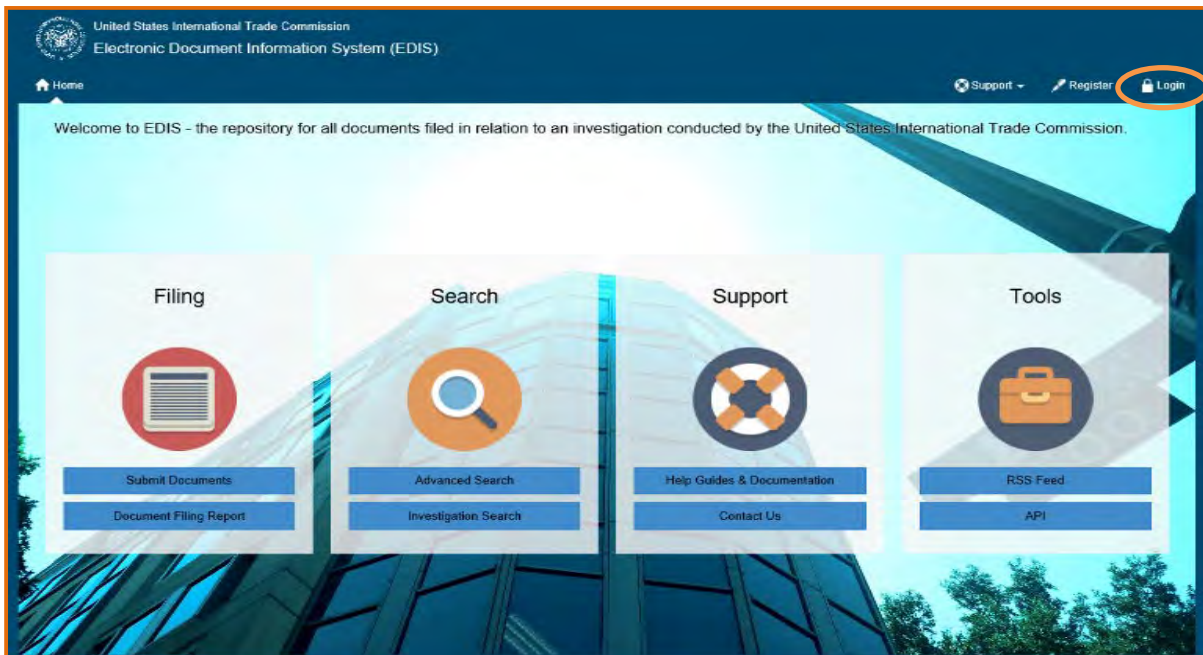 United States International Trade Commission
Electronic Document Information System (EDIS)
Home
Support
Register
Login
Welcome to EDIS - the repository for all documents filed in relation to an investigation conducted by the United States International Trade Commission.
Filing
Search
Support
Tools
Submit Documents
Advanced Search
Help Guides & Documentation
RSS Feed
Document Filing Report
Investigation Search
Contact Us
API